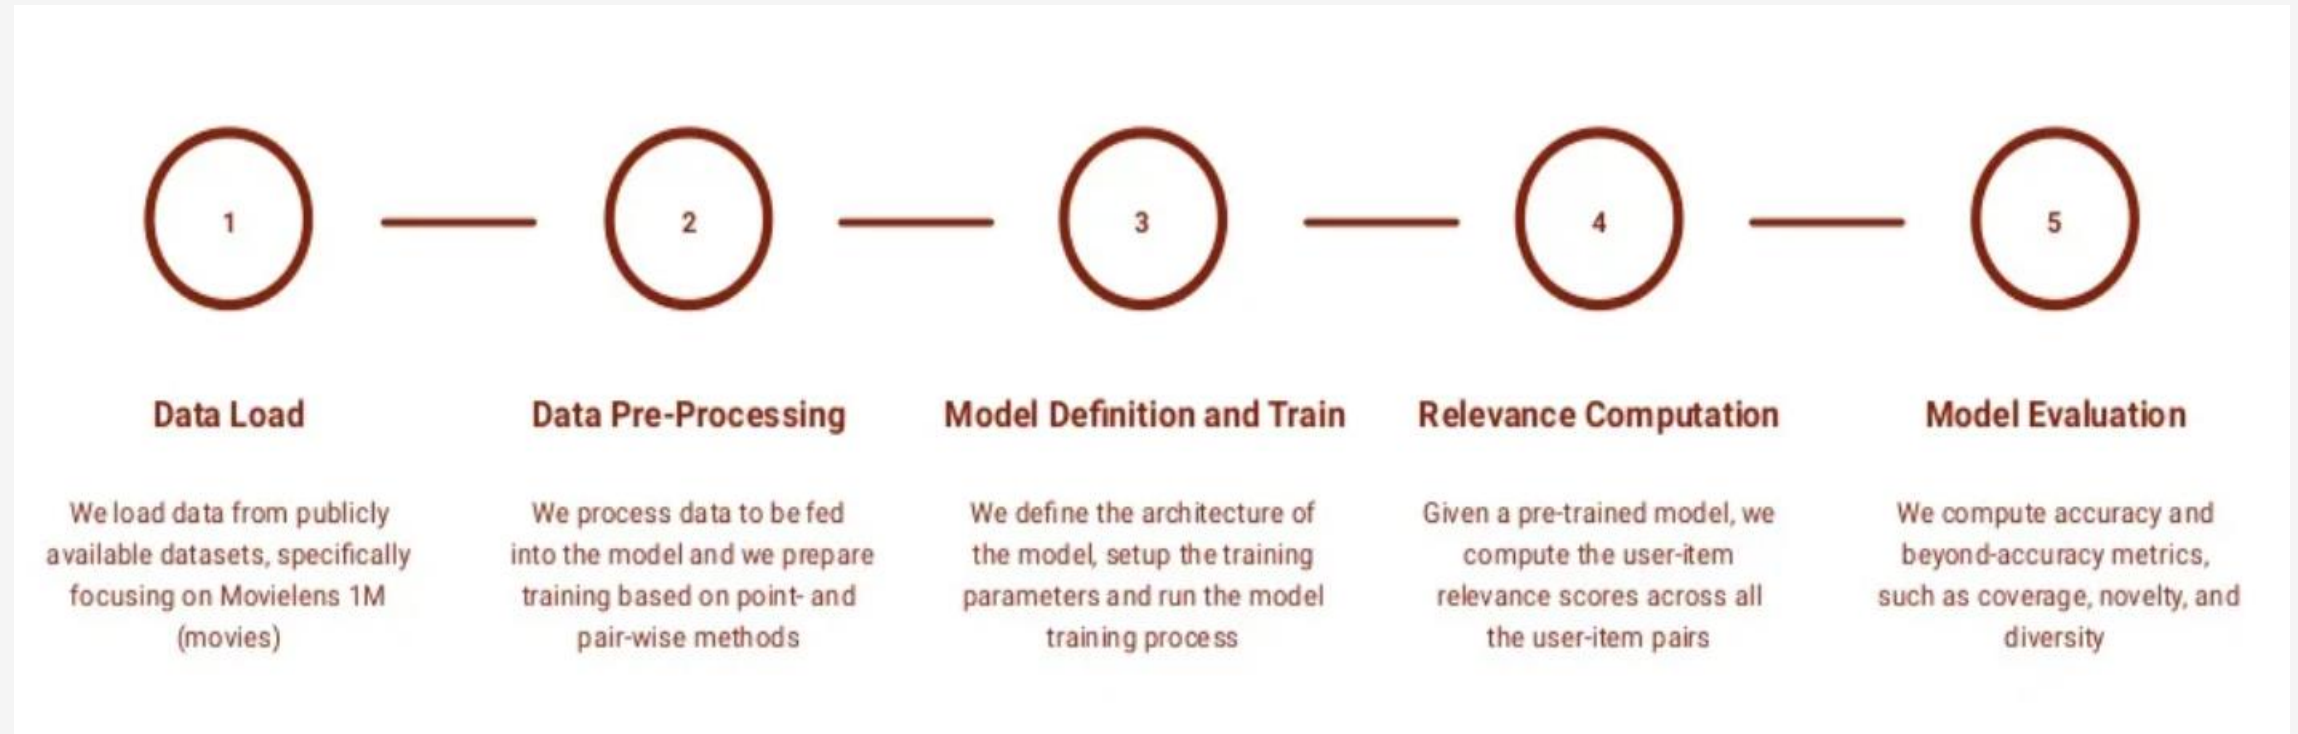 1
2
3
4
5
Data Load
We load data from publicly
available datasets, specifically
focusing on Movielens 1M
(movies)
Data Pre-Processing
We process data to be fed
into the model and we prepare
training based on point- and
pair-wise methods
Model Definition and Train
We define the architecture of
the model, setup the training
parameters and run the model
training process
Relevance Computation
Given a pre-trained model, we
compute the user-item
relevance scores across all
the user-item pairs
Model Evaluation
We compute accuracy and
beyond-accuracy metrics,
such as coverage, novelty, and
diversity